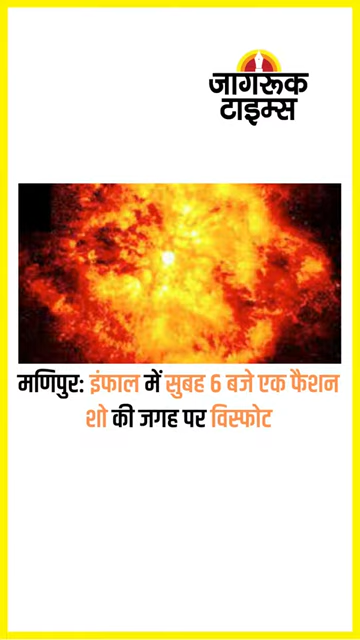 जागरूक
टाइम्स
मणिपुर: इंफाल में सुबह 6 बजे एक फैशन
शो की जगह पर विस्फोट